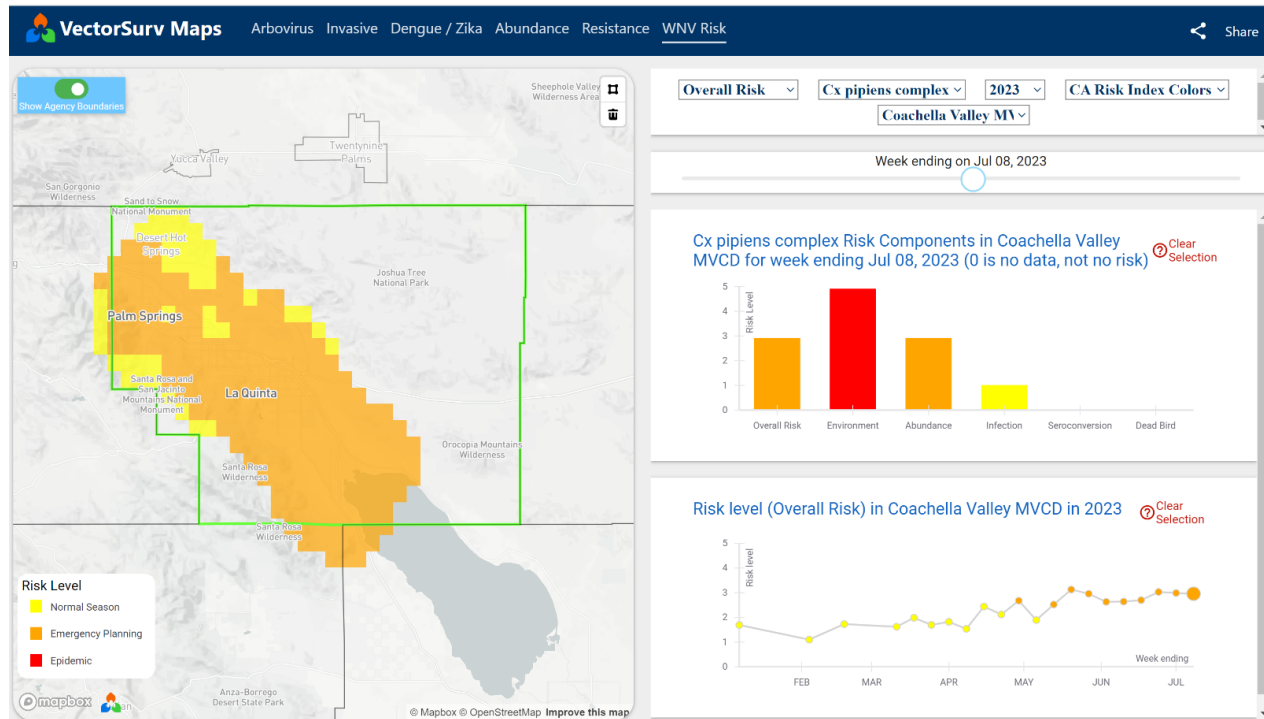 VectorSurv Maps
Arbovirus Invasive Dengue / Zika Abundance Resistance WNV Risk
Share
Show Agency Boundaries
Sheephole Valley
Wilderness Area
Twentynine
Palms
Yucca Valley
San Gorgonio
Wilderness
Sand to Snow
National Monument
Desert Hot
Springs
Joshua Tree
National Park
Palm Springs
Santa Rosa and
San Jacinto
Mountains National
Monument
La Quinta
Orocopia Mountains
Wilderness
Santa Rosa
Wilderness
Santa Rosa
Wilderness
Risk Level
Normal Season
Emergency Planning
Epidemic
Anza-Borrego
Desert State Park
mapbox
© Mapbox © OpenStreetMap Improve this map
Overall Risk
Cx pipiens complex
2023
CA Risk Index Colors
Coachella Valley MV
Week ending on Jul 08, 2023
Cx pipiens complex Risk Components in Coachella Valley
MVCD for week ending Jul 08, 2023 (0 is no data, not no risk)
Clear
Selection
Risk Level
5
4
3
2
1
0
Overall Risk Environment Abundance Infection Seroconversion Dead Bird
Risk level (Overall Risk) in Coachella Valley MVCD in 2023
Clear
Selection
Risk level
5
4
3
2
1
0
Week ending
FEB MAR APR MAY JUN JUL